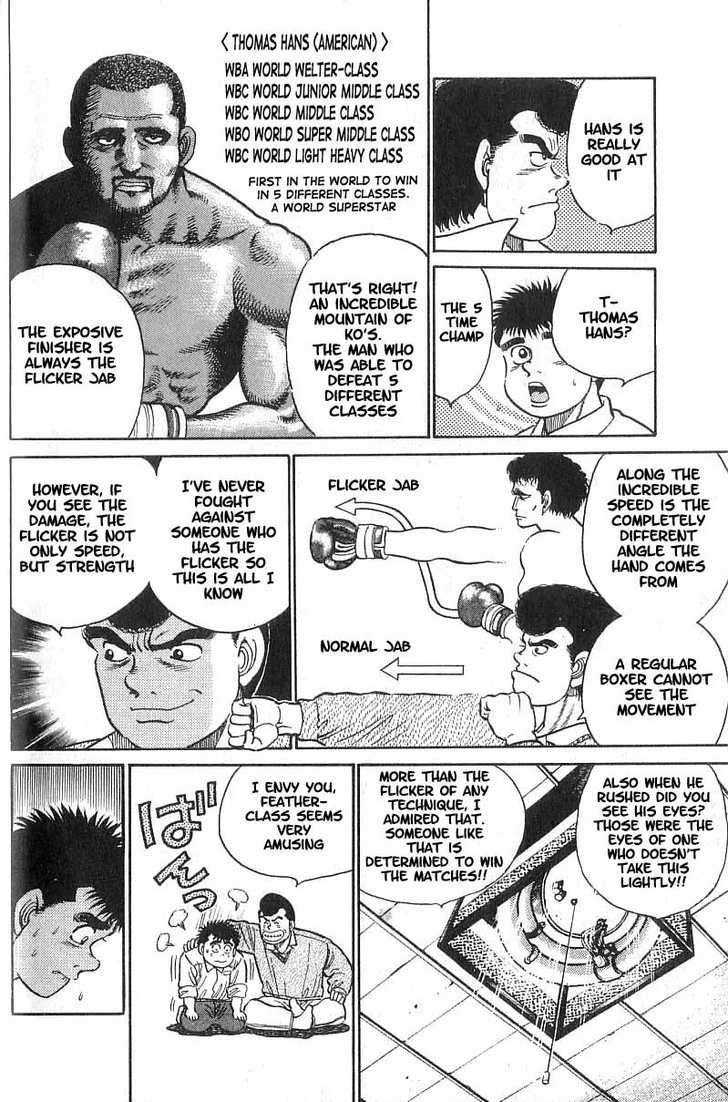 HANS IS
REALLY
GOOD AT
IT
T-
THOMAS
HANS?
THE 5
TIME
CHAMP
〈 THOMAS HANS (AMERICAN) 〉
WBA WORLD WELTER-CLASS
WBC WORLD JUNIOR MIDDLE CLASS
WBC WORLD MIDDLE CLASS
WBO WORLD SUPER MIDDLE CLASS
WBC WORLD LIGHT HEAVY CLASS
FIRST IN THE WORLD TO WIN
IN 5 DIFFERENT CLASSES.
A WORLD SUPERSTAR
THAT'S RIGHT!
AN INCREDIBLE
MOUNTAIN OF
KO'S.
THE MAN WHO
WAS ABLE TO
DEFEAT 5
DIFFERENT
CLASSES
THE EXPOSIVE
FINISHER IS
ALWAYS THE
FLICKER JAB
ALONG THE
INCREDIBLE
SPEED IS THE
COMPLETELY
DIFFERENT
ANGLE THE
HAND COMES
FROM
FLICKER JAB
NORMAL JAB
A REGULAR
BOXER CANNOT
SEE THE
MOVEMENT
I'VE NEVER
FOUGHT
AGAINST
SOMEONE WHO
HAS THE
FLICKER SO
THIS IS ALL I
KNOW
HOWEVER, IF
YOU SEE THE
DAMAGE, THE
FLICKER IS NOT
ONLY SPEED,
BUT STRENGTH
ALSO WHEN HE
RUSHED DID YOU
SEE HIS EYES?
THOSE WERE THE
EYES OF ONE
WHO DOESN'T
TAKE THIS
LIGHTLY!!
MORE THAN THE
FLICKER OF ANY
TECHNIQUE, I
ADMIRED THAT.
SOMEONE LIKE
THAT IS
DETERMINED TO WIN
THE MATCHES!!
I ENVY YOU,
FEATHER-
CLASS SEEMS
VERY
AMUSING
ばんっ